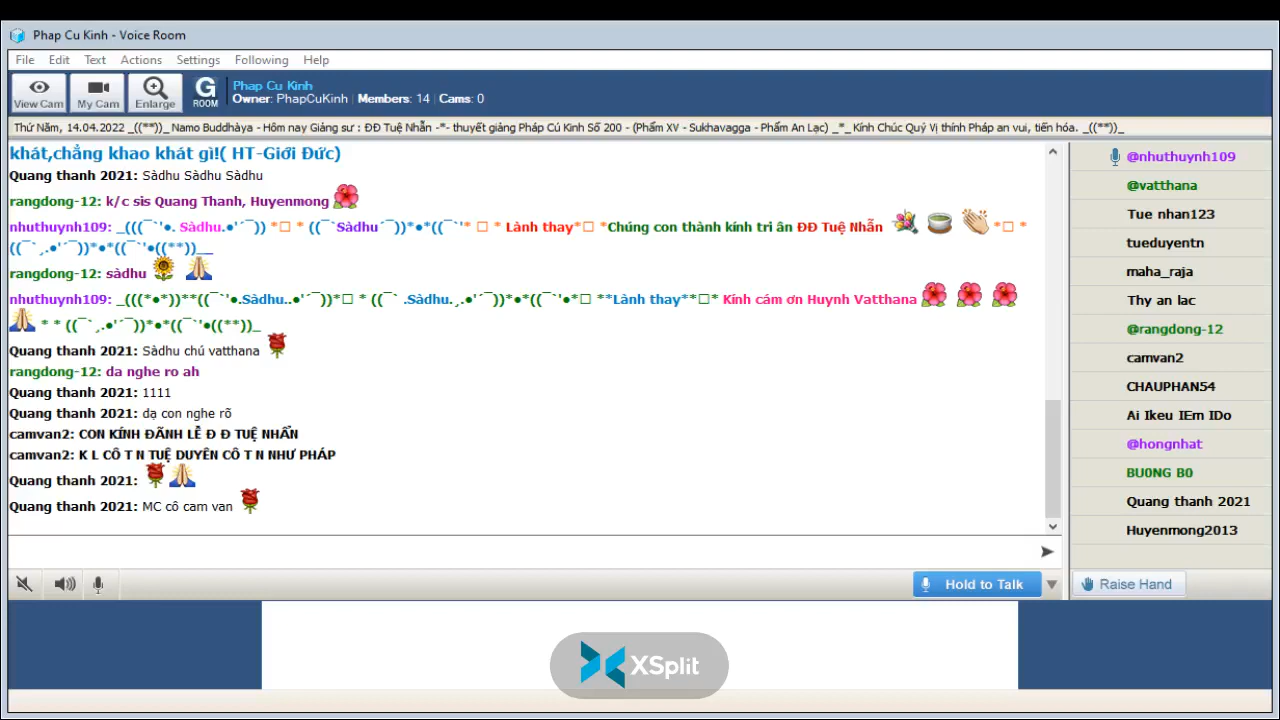 Phap Cu Kinh - Voice Room
File Edit Text Actions Settings Following Help
View Cam My Cam Enlarge G ROOM
Phap Cu Kinh
Owner: PhapCuKinh | Members: 14 | Cams: 0
Thứ Năm, 14.04.2022 _((**))_ Namo Buddhàya - Hôm nay Giảng sư : ĐĐ Tuệ Nhẫn -*- thuyết giảng Pháp Cú Kinh Số 200 - (Phẩm XV - Sukhavagga - Phẩm An Lạc) _*_ Kính Chúc Quý Vị thính Pháp an vui, tiến hóa. _((**))_
khát,chẳng khao khát gì!( HT-Giới Đức)
Quang thanh 2021: Sàdhu Sàdhu Sàdhu
rangdong-12: k/c sis Quang Thanh, Huyenmong
nhuthuynh109: _(((¯`'•. Sàdhu.•'´¯)) *□ * ((¯`Sàdhu´¯))*•*((¯`'* □ * Lành thay*□ *Chúng con thành kính tri ân ĐĐ Tuệ Nhẫn *□ *
((¯`¸.•'´¯))*•*((¯`'•((**))__
rangdong-12: sàdhu
nhuthuynh109: _(((*•*))**((¯`'•.Sàdhu..•'´¯))*□ * ((¯` .Sàdhu.¸.•'´¯))*•*((¯`'•*□ **Lành thay**□* Kính cám ơn Huynh Vatthana
* * ((¯`¸.•'´¯))*•*((¯`'•((**))_
Quang thanh 2021: Sàdhu chú vatthana
rangdong-12: da nghe ro ah
Quang thanh 2021: 1111
Quang thanh 2021: dạ con nghe rõ
camvan2: CON KÍNH ĐÃNH LỄ Đ Đ TUỆ NHẨN
camvan2: K L CÔ T N TUỆ DUYÊN CÔ T N NHƯ PHÁP
Quang thanh 2021:
Quang thanh 2021: MC cô cam van
@nhuthuynh109
@vatthana
Tue nhan123
tueduyentn
maha_raja
Thy an lac
@rangdong-12
camvan2
CHAUPHAN54
Ai lkeu IEm IDo
@hongnhat
BU0NG B0
Quang thanh 2021
Huyenmong2013
Hold to Talk
Raise Hand
XSplit